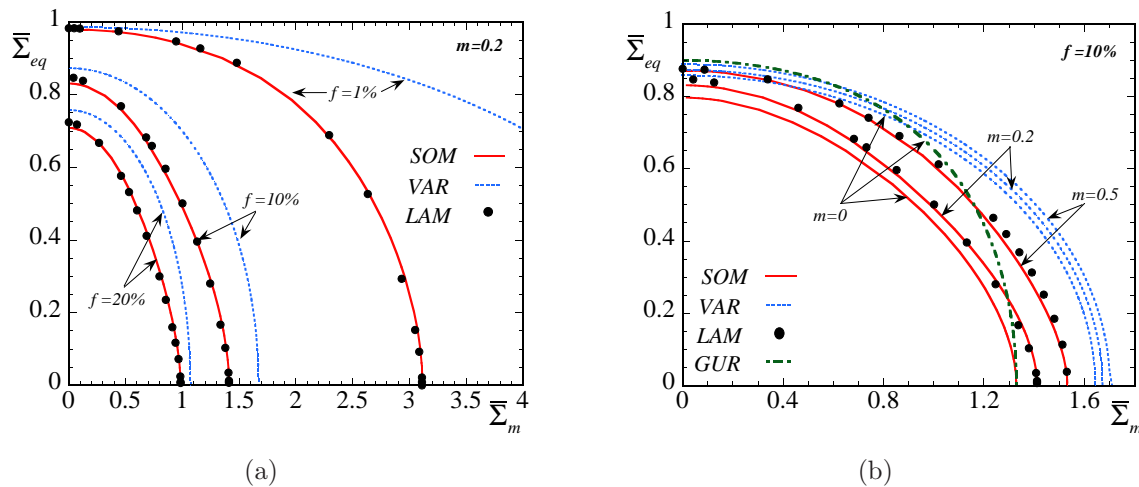 1
0.8
0.6
0.4
0.2
0
Σ̅eq
m=0.2
f=1%
SOM
VAR
LAM
f=10%
f=20%
0 0.5 1 1.5 2 2.5 3 3.5 4
Σ̅m
(a)
1
0.8
0.6
0.4
0.2
0
Σ̅eq
f=10%
m=0.2
m=0.5
m=0
SOM
VAR
LAM
GUR
0 0.4 0.8 1.2 1.6
Σ̅m
(b)